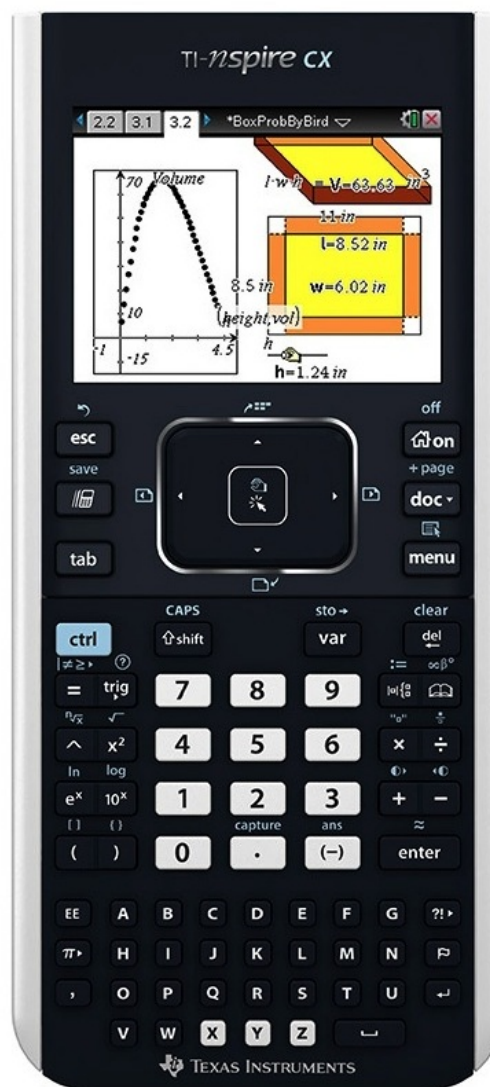 TI-nspire CX
2.2 3.1 3.2 *BoxProbByBird
70 Volume
l·w·h = V=63.63 in³
11 in
l=8.52 in
8.5 in
w=6.02 in
10
(height,vol)
-1 -15 4.5
h
h=1.24 in
off
esc on
save +page
doc
tab menu
CAPS sto→ clear
ctrl ⇧shift var del
|≠≥▸ ? := ∞β°
= trig 7 8 9 |□|{
ⁿ√x √ "□" ÷
^ x² 4 5 6 × ÷
ln log
eˣ 10ˣ 1 2 3 + −
[ ] { } capture ans ≈
( ) 0 . (−) enter
EE A B C D E F G ?!▸
π▸ H I J K L M N
, O P Q R S T U ↵
V W X Y Z
TEXAS INSTRUMENTS